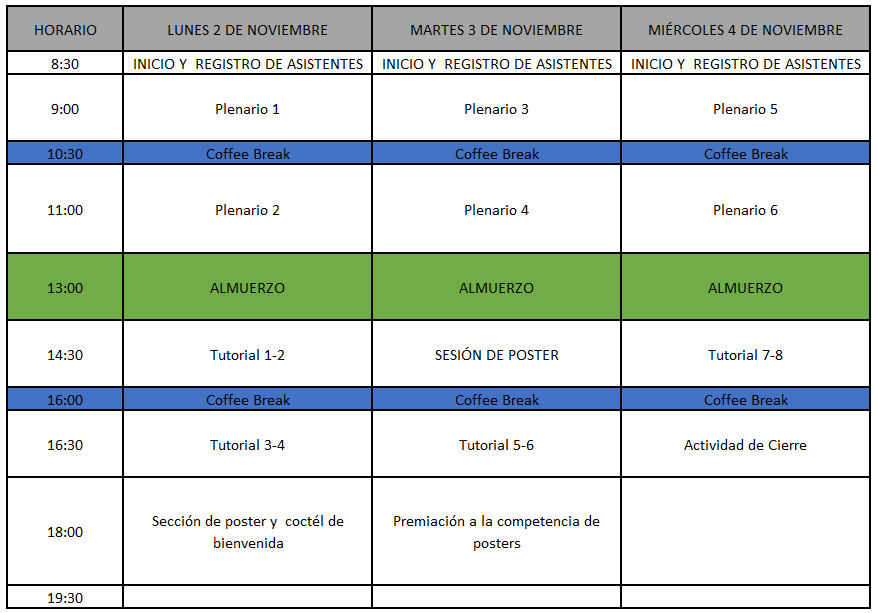 HORARIO LUNES 2 DE NOVIEMBRE MARTES 3 DE NOVIEMBRE MIÉRCOLES 4 DE NOVIEMBRE
8:30 INICIO Y REGISTRO DE ASISTENTES INICIO Y REGISTRO DE ASISTENTES INICIO Y REGISTRO DE ASISTENTES
9:00 Plenario 1 Plenario 3 Plenario 5
10:30 Coffee Break Coffee Break Coffee Break
11:00 Plenario 2 Plenario 4 Plenario 6
13:00 ALMUERZO ALMUERZO ALMUERZO
14:30 Tutorial 1-2 SESIÓN DE POSTER Tutorial 7-8
16:00 Coffee Break Coffee Break Coffee Break
16:30 Tutorial 3-4 Tutorial 5-6 Actividad de Cierre
18:00
Sección de poster y coctél de
bienvenida
Premiación a la competencia de
posters
19:30